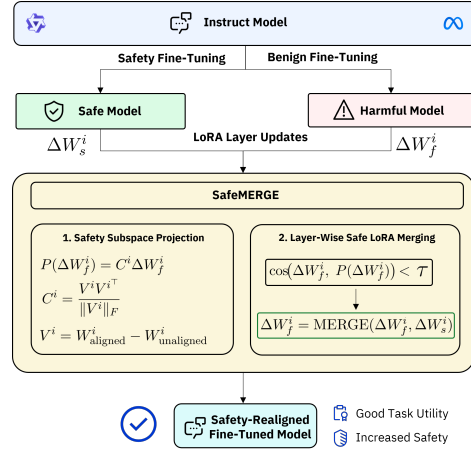 Instruct Model
Safety Fine-Tuning
Benign Fine-Tuning
Safe Model
Harmful Model
ΔW_s^i
LoRA Layer Updates
ΔW_f^i
SafeMERGE
1. Safety Subspace Projection
P(ΔW_f^i) = C^i ΔW_f^i
C^i = V^i V^{i⊤} / ‖V^i‖_F
V^i = W_aligned^i − W_unaligned^i
2. Layer-Wise Safe LoRA Merging
cos(ΔW_f^i, P(ΔW_f^i)) < τ
ΔW_f^i = MERGE(ΔW_f^i, ΔW_s^i)
Safety-Realigned
Fine-Tuned Model
Good Task Utility
Increased Safety